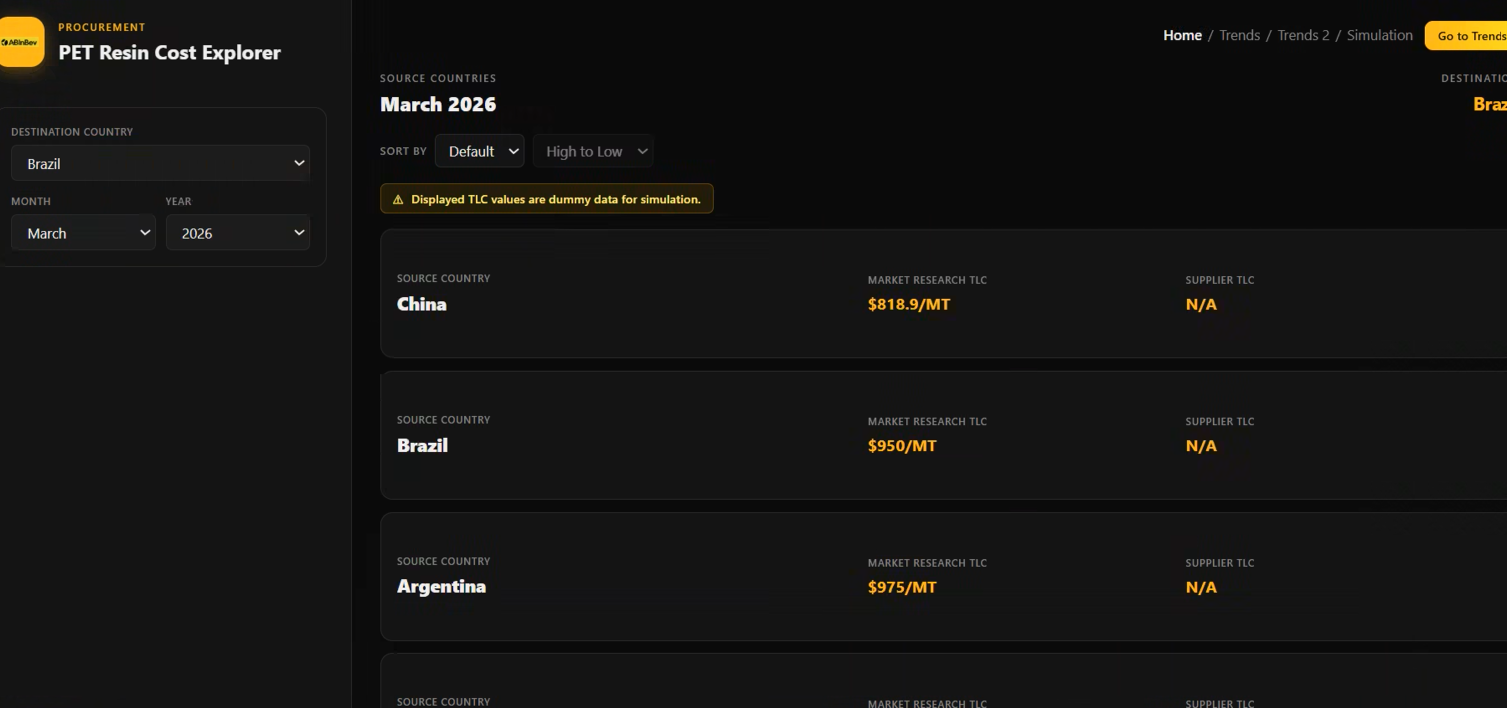 ABInBev
PROCUREMENT
PET Resin Cost Explorer
DESTINATION COUNTRY
Brazil
MONTH
YEAR
March
2026
Home / Trends / Trends 2 / Simulation
Go to Trends
SOURCE COUNTRIES
DESTINATIO
March 2026
Braz
SORT BY
Default
High to Low
⚠ Displayed TLC values are dummy data for simulation.
SOURCE COUNTRY
MARKET RESEARCH TLC
SUPPLIER TLC
China
$818.9/MT
N/A
SOURCE COUNTRY
MARKET RESEARCH TLC
SUPPLIER TLC
Brazil
$950/MT
N/A
SOURCE COUNTRY
MARKET RESEARCH TLC
SUPPLIER TLC
Argentina
$975/MT
N/A
SOURCE COUNTRY
MARKET RESEARCH TLC
SUPPLIER TLC